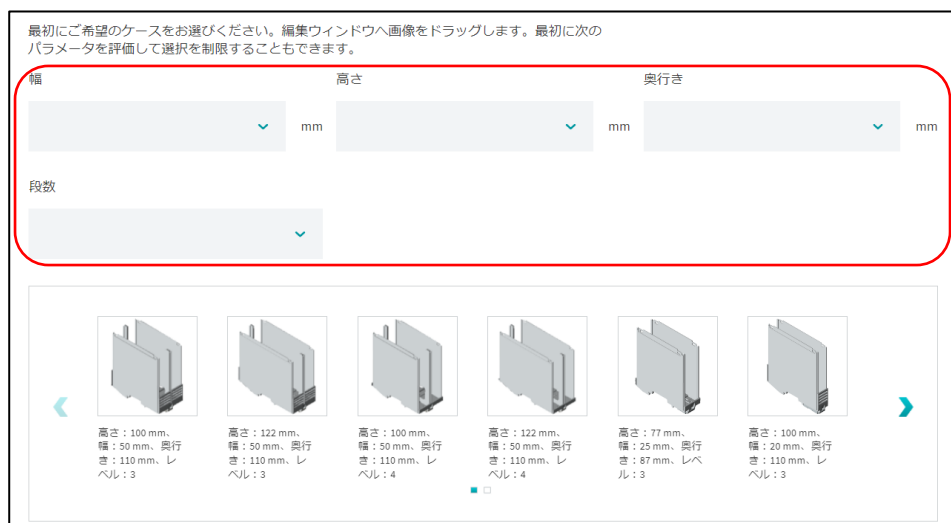 最初にご希望のケースをお選びください。編集ウィンドウへ画像をドラッグします。最初に次の
パラメータを評価して選択を制限することもできます。
幅 高さ 奥行き
mm mm mm
段数
高さ：100 mm、
幅：50 mm、奥行
き：110 mm、レ
ベル：3
高さ：122 mm、
幅：50 mm、奥行
き：110 mm、レ
ベル：3
高さ：100 mm、
幅：50 mm、奥行
き：110 mm、レ
ベル：4
高さ：122 mm、
幅：50 mm、奥行
き：110 mm、レ
ベル：4
高さ：77 mm、
幅：25 mm、奥行
き：87 mm、レベ
ル：3
高さ：100 mm、
幅：20 mm、奥行
き：110 mm、レ
ベル：3